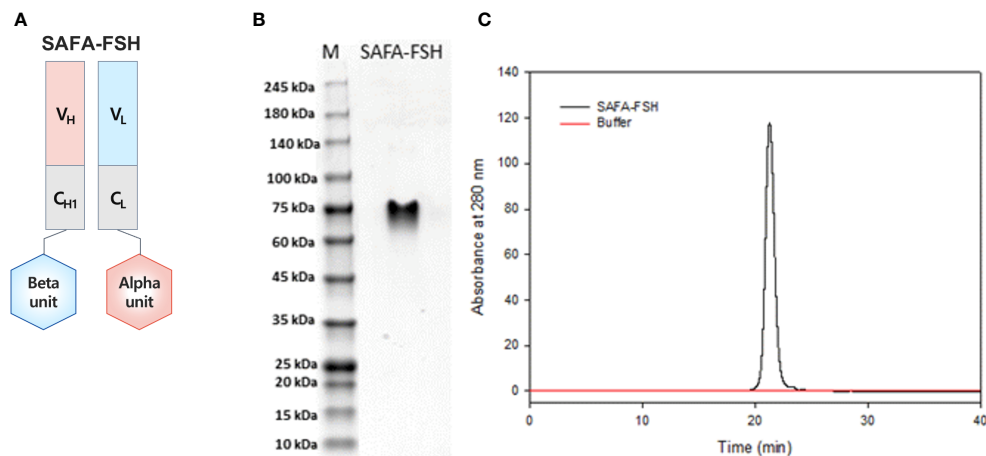 A
SAFA-FSH
VH
VL
CH1
CL
Beta
unit
Alpha
unit
B
M SAFA-FSH
245 kDa
180 kDa
140 kDa
100 kDa
75 kDa
60 kDa
45 kDa
35 kDa
25 kDa
20 kDa
15 kDa
10 kDa
C
SAFA-FSH
Buffer
Absorbance at 280 nm
140
120
100
80
60
40
20
0
0 10 20 30 40
Time (min)